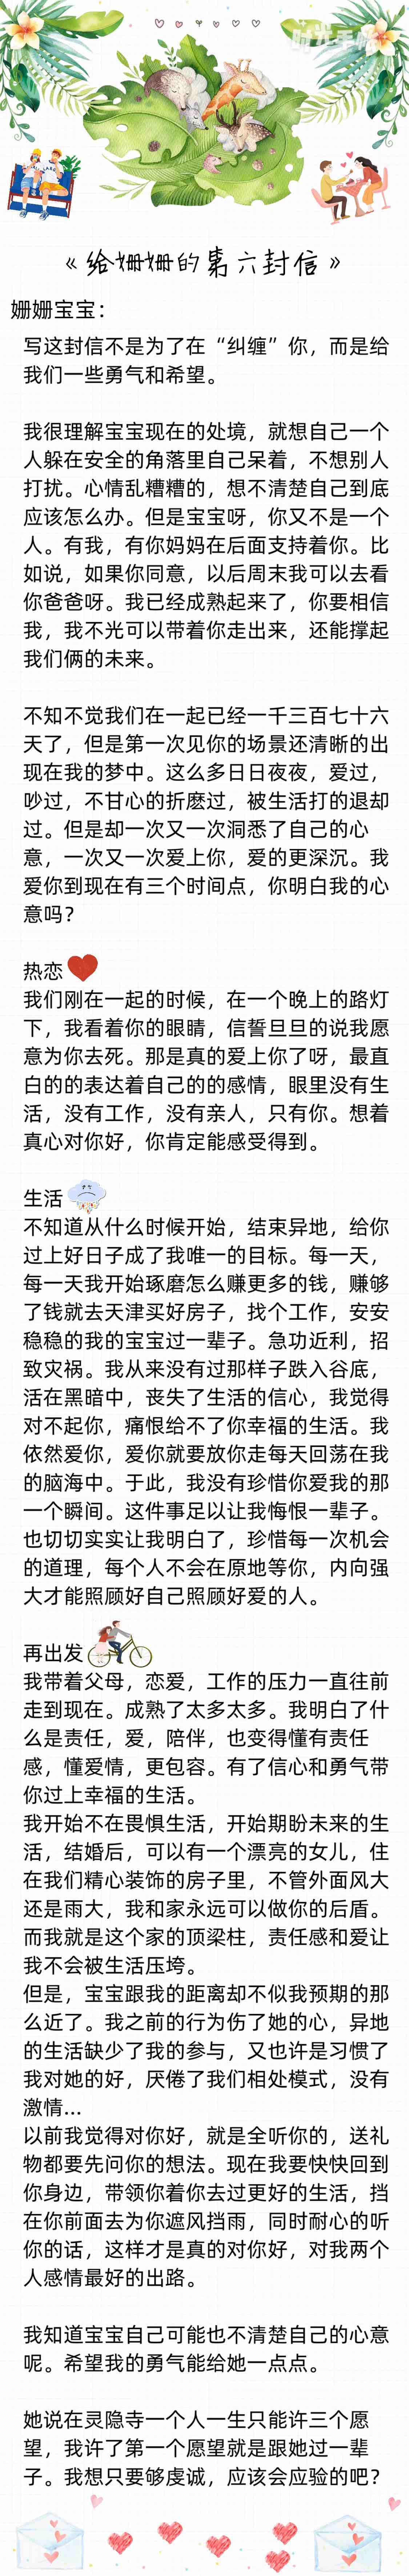 时光手帐
《给姗姗的第六封信》
姗姗宝宝：
写这封信不是为了在“纠缠”你，而是给
我们一些勇气和希望。
我很理解宝宝现在的处境，就想自己一个
人躲在安全的角落里自己呆着，不想别人
打扰。心情乱糟糟的，想不清楚自己到底
应该怎么办。但是宝宝呀，你又不是一个
人。有我，有你妈妈在后面支持着你。比
如说，如果你同意，以后周末我可以去看
你爸爸呀。我已经成熟起来了，你要相信
我，我不光可以带着你走出来，还能撑起
我们俩的未来。
不知不觉我们在一起已经一千三百七十六
天了，但是第一次见你的场景还清晰的出
现在我的梦中。这么多日日夜夜，爱过，
吵过，不甘心的折磨过，被生活打的退却
过。但是却一次又一次洞悉了自己的心
意，一次又一次爱上你，爱的更深沉。我
爱你到现在有三个时间点，你明白我的心
意吗？
热恋
我们刚在一起的时候，在一个晚上的路灯
下，我看着你的眼睛，信誓旦旦的说我愿
意为你去死。那是真的爱上你了呀，最直
白的的表达着自己的的感情，眼里没有生
活，没有工作，没有亲人，只有你。想着
真心对你好，你肯定能感受得到。
生活
不知道从什么时候开始，结束异地，给你
过上好日子成了我唯一的目标。每一天，
每一天我开始琢磨怎么赚更多的钱，赚够
了钱就去天津买好房子，找个工作，安安
稳稳的我的宝宝过一辈子。急功近利，招
致灾祸。我从来没有过那样子跌入谷底，
活在黑暗中，丧失了生活的信心，我觉得
对不起你，痛恨给不了你幸福的生活。我
依然爱你，爱你就要放你走每天回荡在我
的脑海中。于此，我没有珍惜你爱我的那
一个瞬间。这件事足以让我悔恨一辈子。
也切切实实让我明白了，珍惜每一次机会
的道理，每个人不会在原地等你，内向强
大才能照顾好自己照顾好爱的人。
再出发
我带着父母，恋爱，工作的压力一直往前
走到现在。成熟了太多太多。我明白了什
么是责任，爱，陪伴，也变得懂有责任
感，懂爱情，更包容。有了信心和勇气带
你过上幸福的生活。
我开始不在畏惧生活，开始期盼未来的生
活，结婚后，可以有一个漂亮的女儿，住
在我们精心装饰的房子里，不管外面风大
还是雨大，我和家永远可以做你的后盾。
而我就是这个家的顶梁柱，责任感和爱让
我不会被生活压垮。
但是，宝宝跟我的距离却不似我预期的那
么近了。我之前的行为伤了她的心，异地
的生活缺少了我的参与，又也许是习惯了
我对她的好，厌倦了我们相处模式，没有
激情...
以前我觉得对你好，就是全听你的，送礼
物都要先问你的想法。现在我要快快回到
你身边，带领你着你去过更好的生活，挡
在你前面去为你遮风挡雨，同时耐心的听
你的话，这样才是真的对你好，对我两个
人感情最好的出路。
我知道宝宝自己可能也不清楚自己的心意
呢。希望我的勇气能给她一点点。
她说在灵隐寺一个人一生只能许三个愿
望，我许了第一个愿望就是跟她过一辈
子。我想只要够虔诚，应该会应验的吧？